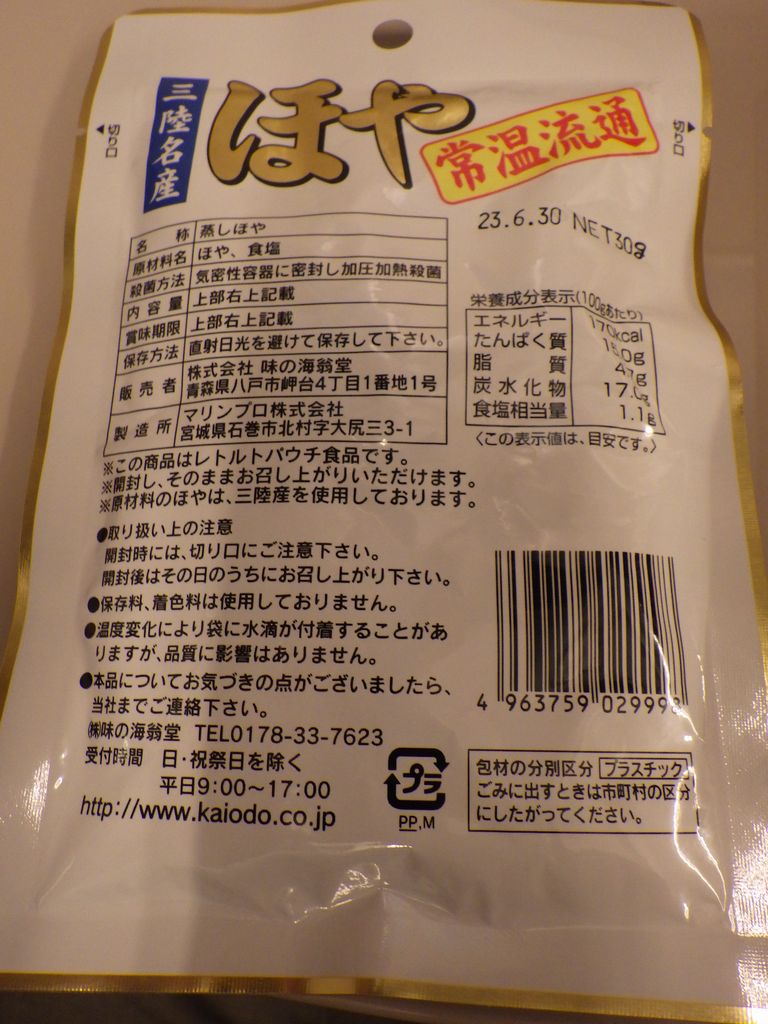 三陸名産
ほや
常温流通
切り口
切り口
23.6.30 NET30g
名称 蒸しほや
原材料名 ほや、食塩
殺菌方法 気密性容器に密封し加圧加熱殺菌
内容量 上部右上記載
賞味期限 上部右上記載
保存方法 直射日光を避けて保存して下さい。
販売者 株式会社 味の海翁堂
青森県八戸市岬台4丁目1番地1号
製造所 マリンプロ株式会社
宮城県石巻市北村字大尻三3-1
栄養成分表示(100gあたり)
エネルギー 170kcal
たんぱく質
脂質
炭水化物
食塩相当量 1.1g
〈この表示値は、目安です。〉
※この商品はレトルトパウチ食品です。
※開封し、そのままお召し上がりいただけます。
※原材料のほやは、三陸産を使用しております。
●取り扱い上の注意
開封時には、切り口にご注意下さい。
開封後はその日のうちにお召し上がり下さい。
●保存料、着色料は使用しておりません。
●温度変化により袋に水滴が付着することがあ
りますが、品質に影響はありません。
●本品についてお気づきの点がございましたら、
当社までご連絡下さい。
㈱味の海翁堂 TEL0178-33-7623
受付時間 日・祝祭日を除く
平日9:00～17:00
http://www.kaiodo.co.jp
4 963759 029993
プラ
PP,M
包材の分別区分 プラスチック
ごみに出すときは市町村の区分
にしたがってください。